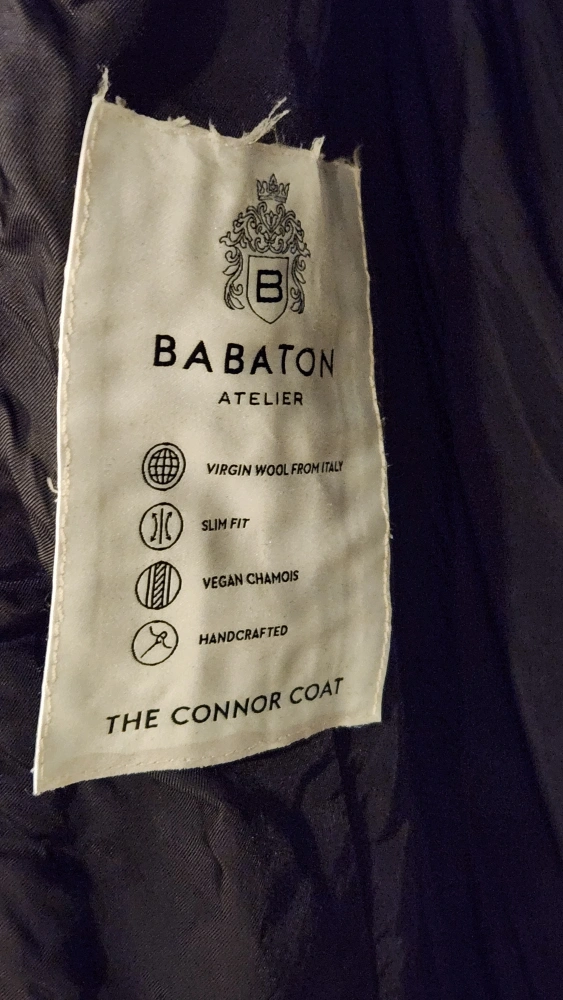 B
BABATON
ATELIER
VIRGIN WOOL FROM ITALY
SLIM FIT
VEGAN CHAMOIS
HANDCRAFTED
THE CONNOR COAT